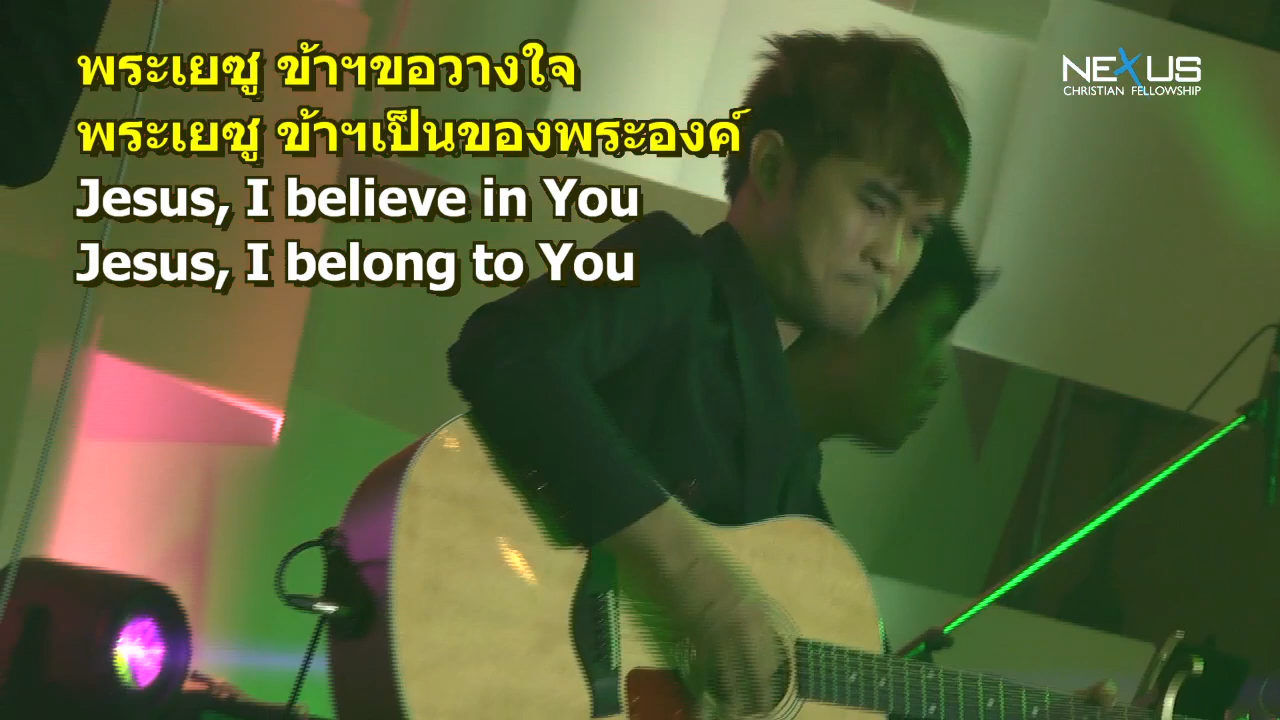 พระเยซู ข้าฯขอวางใจ
พระเยซู ข้าฯเป็นของพระองค์
Jesus, I believe in You
Jesus, I belong to You
NEXUS
CHRISTIAN FELLOWSHIP